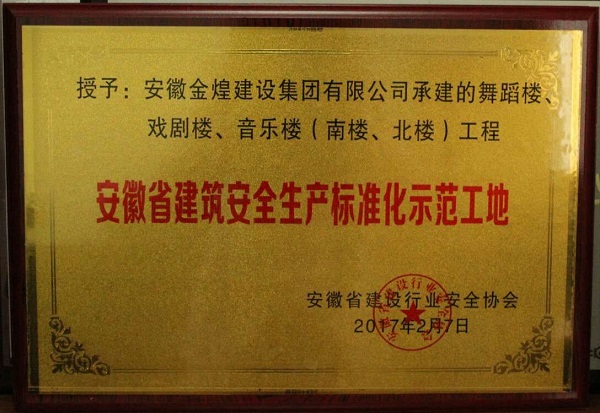 授予：安徽金煌建设集团有限公司承建的舞蹈楼、
戏剧楼、音乐楼（南楼、北楼）工程
安徽省建筑安全生产标准化示范工地
安徽省建设行业安全协会
2017年2月7日